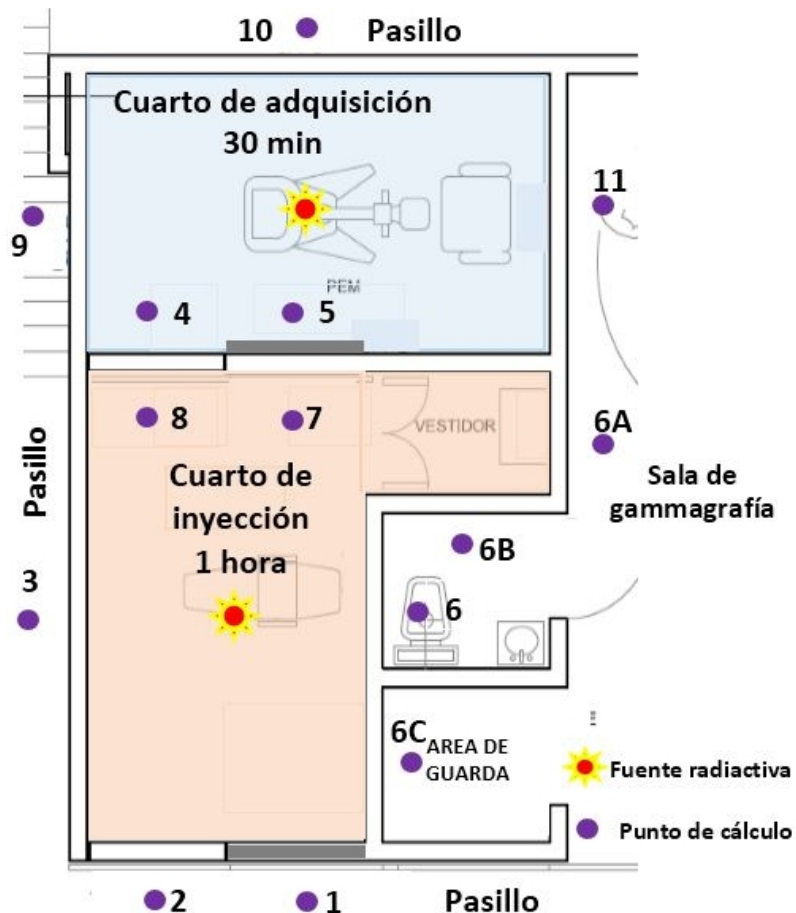 10
Pasillo
Cuarto de adquisición
30 min
11
9
PEM
4
5
8
7
VESTIDOR
6A
Pasillo
Cuarto de
inyección
1 hora
Sala de
gammagrafía
6B
3
6
6C
AREA DE
GUARDA
Fuente radiactiva
Punto de cálculo
2
1
Pasillo